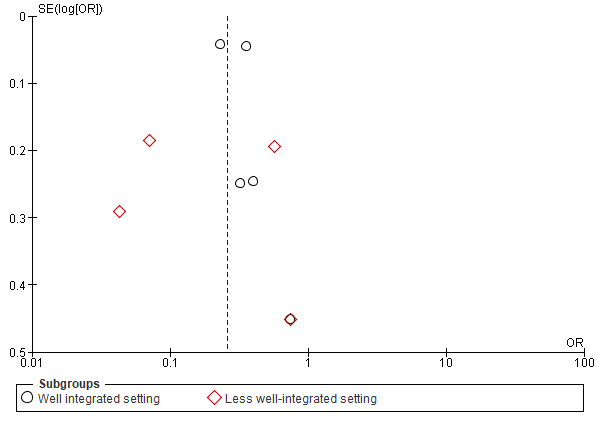 SE(log[OR])
0
0.1
0.2
0.3
0.4
0.5
OR
0.01
0.1
1
10
100
Subgroups
Well integrated setting
Less well-integrated setting